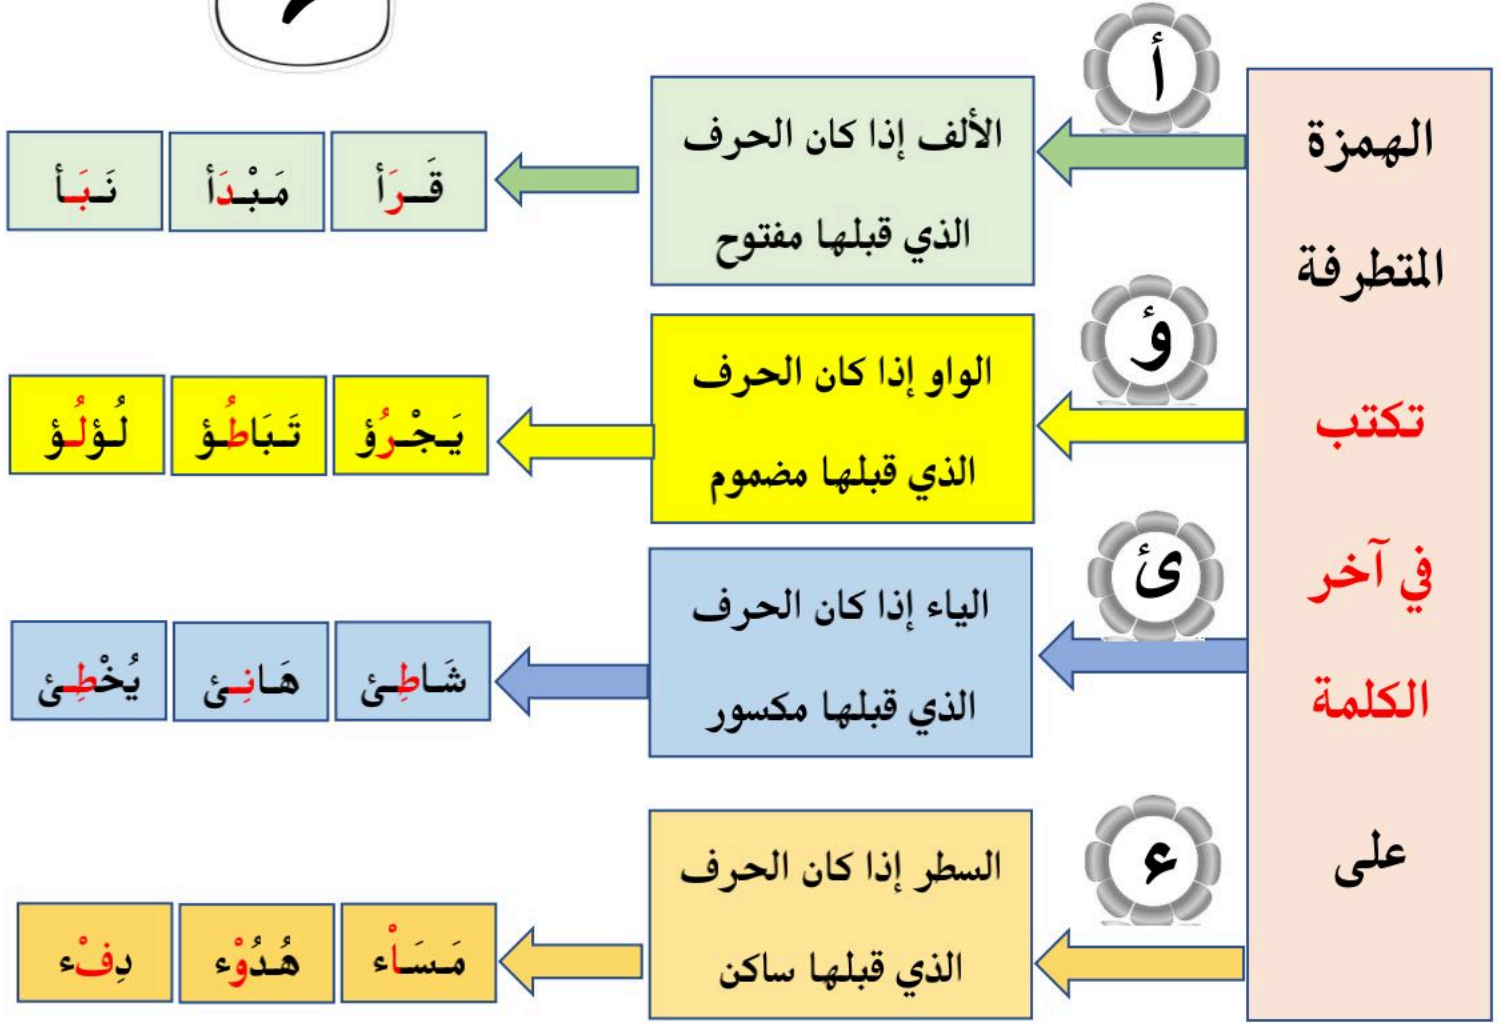 الهمزة
المتطرفة
تكتب
في آخر
الكلمة
على
أ
الألف إذا كان الحرف
الذي قبلها مفتوح
قَـرَأ
مَـبْـدَأ
نَـبَـأ
ؤ
الواو إذا كان الحرف
الذي قبلها مضموم
يَـجْـرُؤ
تَـبَاطُـؤ
لُـؤلُـؤ
ئ
الياء إذا كان الحرف
الذي قبلها مكسور
شَـاطِـئ
هَـانِـئ
يُخْـطِـئ
ء
السطر إذا كان الحرف
الذي قبلها ساكن
مَـسَـاْء
هُـدُوْء
دِفْء